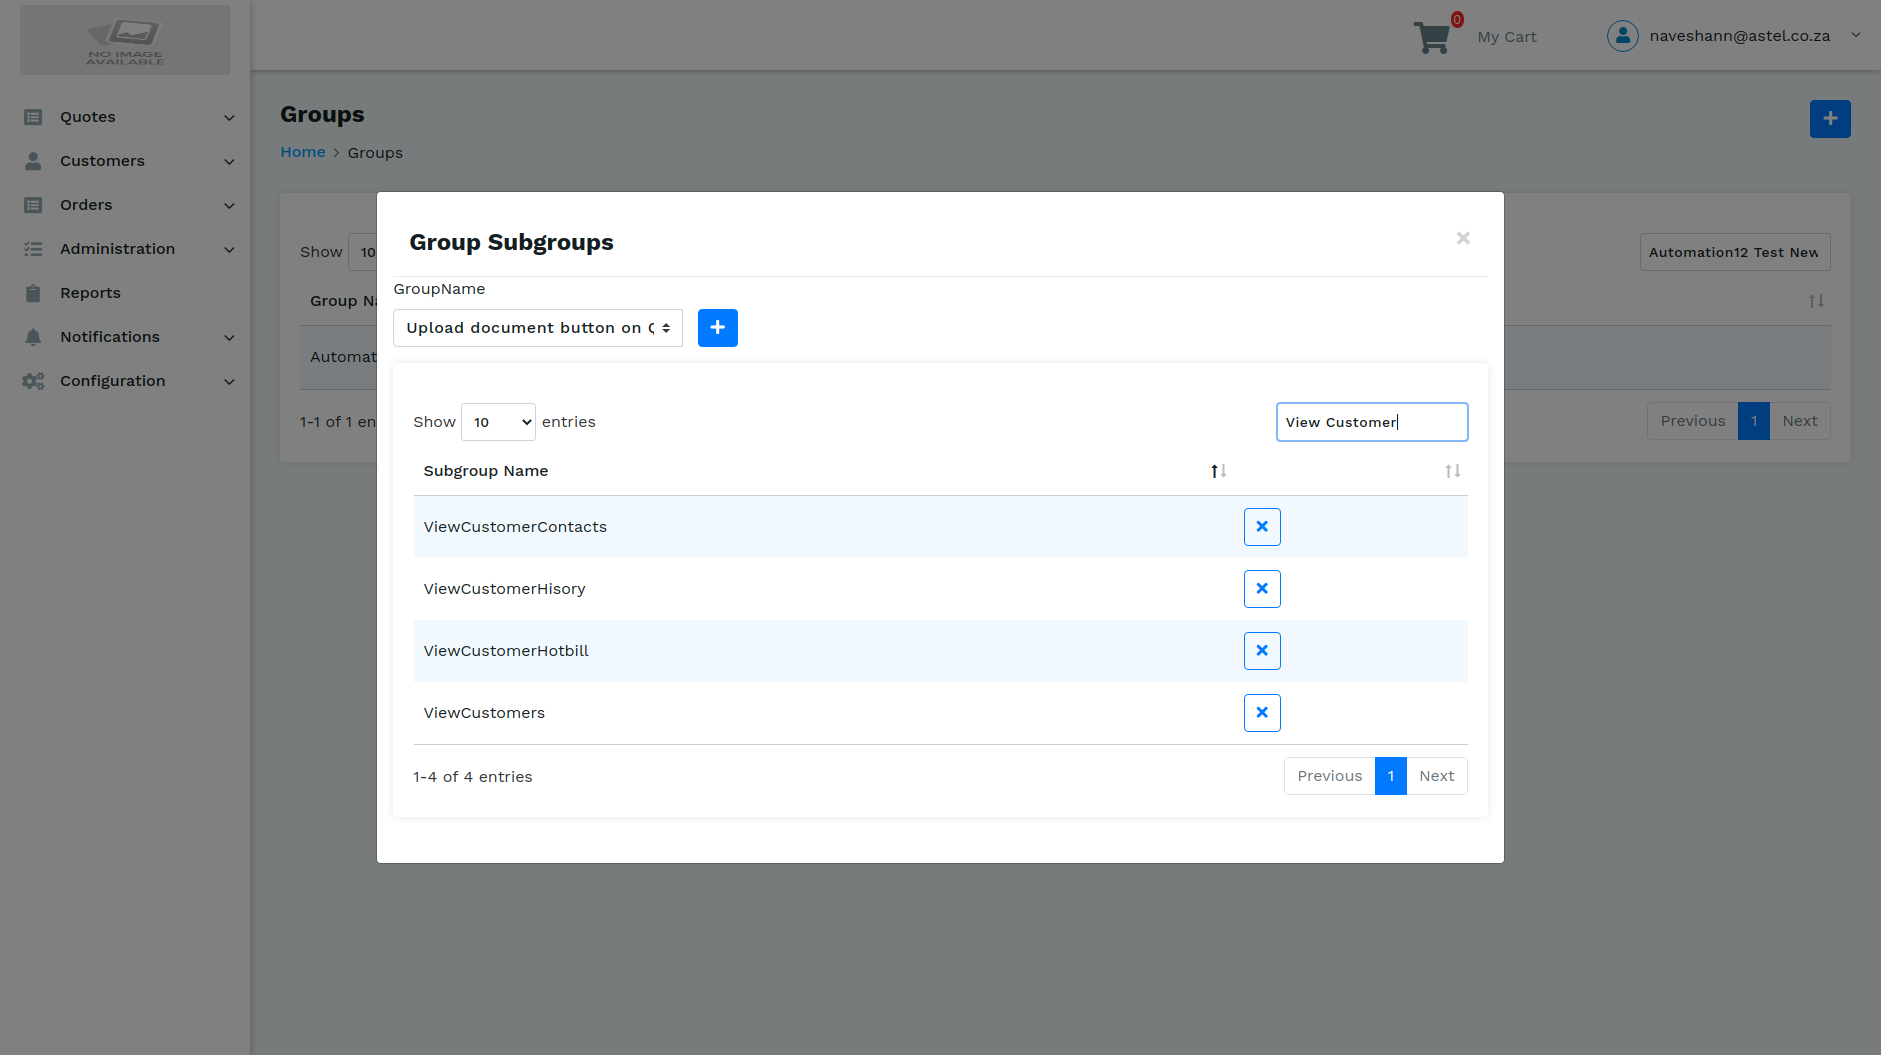 NO IMAGE
AVAILABLE
0
My Cart
naveshann@astel.co.za
Quotes
Customers
Orders
Administration
Reports
Notifications
Configuration
Groups
Home > Groups
Show 10
Automation12 Test New
Group Na
Automat
1-1 of 1 en
Previous 1 Next
Group Subgroups
×
GroupName
Upload document button on Q
Show 10 entries
View Customer
Subgroup Name
ViewCustomerContacts
ViewCustomerHisory
ViewCustomerHotbill
ViewCustomers
1-4 of 4 entries
Previous 1 Next